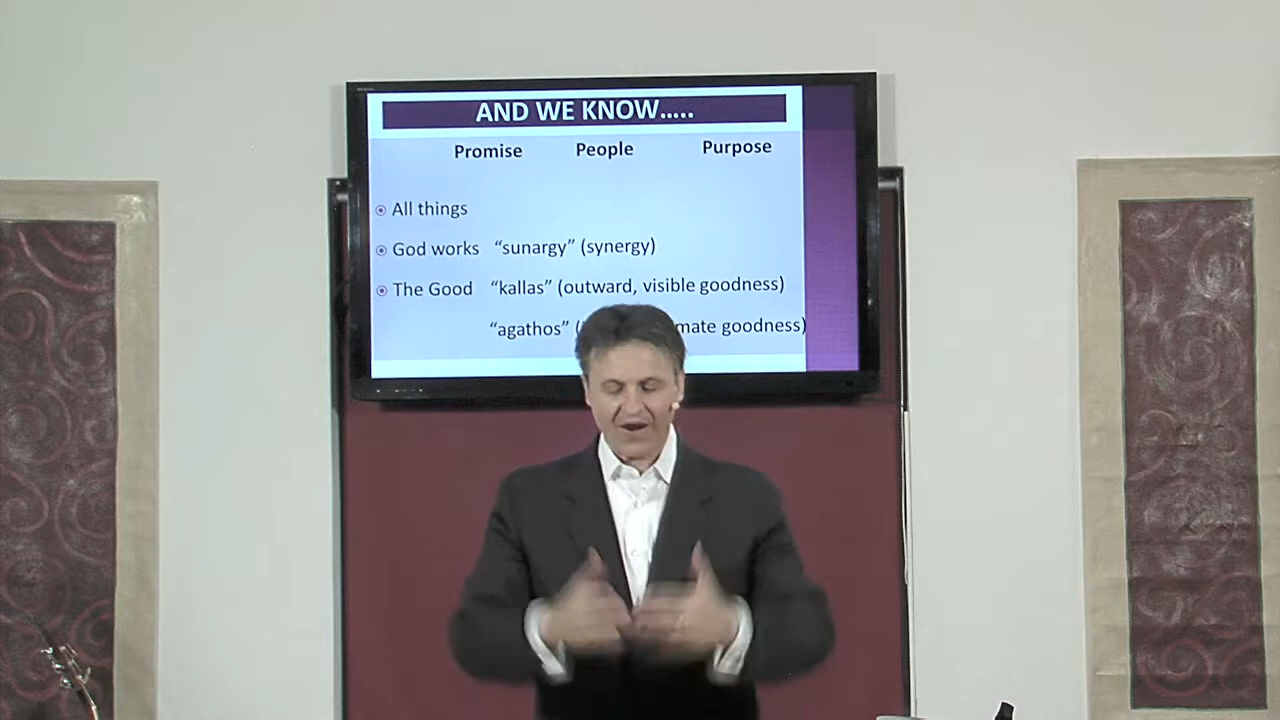 AND WE KNOW.....
Promise People Purpose
All things
God works “sunargy” (synergy)
The Good “kallas” (outward, visible goodness)
“agathos” ( mate goodness)